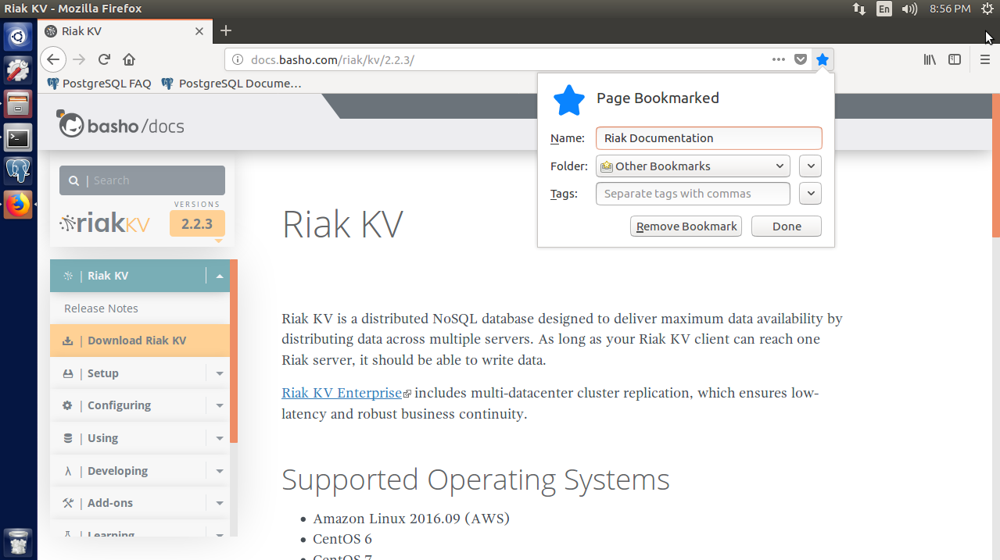 Riak KV - Mozilla Firefox
En
8:56 PM
Riak KV
docs.basho.com/riak/kv/2.2.3/
PostgreSQL FAQ
PostgreSQL Docume...
Page Bookmarked
Name:
Riak Documentation
Folder:
Other Bookmarks
Tags:
Separate tags with commas
Remove Bookmark
Done
basho/docs
| Search
VERSIONS
riak KV
2.2.3
| Riak KV
Release Notes
| Download Riak KV
| Setup
| Configuring
| Using
| Developing
| Add-ons
| Learning
Riak KV
Riak KV is a distributed NoSQL database designed to deliver maximum data availability by
distributing data across multiple servers. As long as your Riak KV client can reach one
Riak server, it should be able to write data.
Riak KV Enterprise includes multi-datacenter cluster replication, which ensures low-
latency and robust business continuity.
Supported Operating Systems
• Amazon Linux 2016.09 (AWS)
• CentOS 6
• CentOS 7